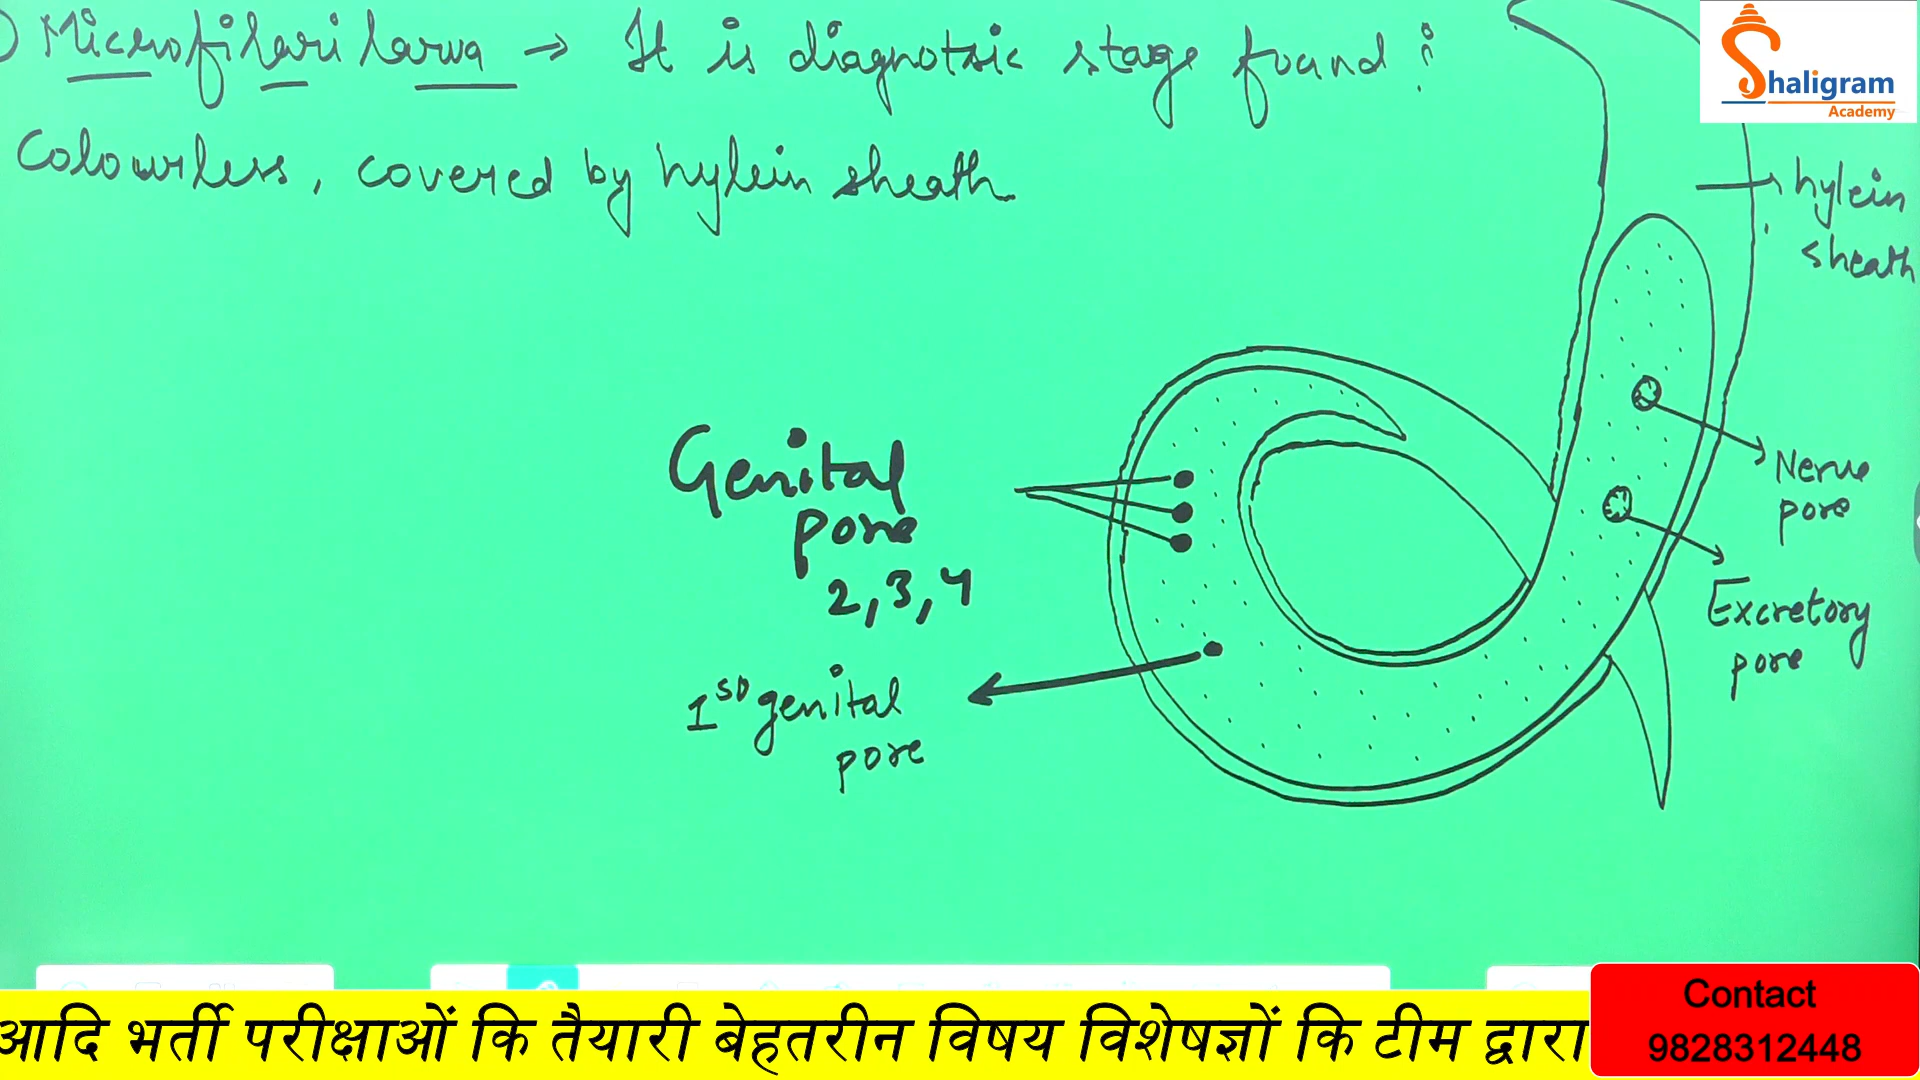 Microfilari larva → It is diagnotsic stage found :
Colourless, covered by hylein sheath
Shaligram
Academy
hylein
sheath
Genital
pore
2, 3, 4
Nerve
pore
Excretory
pore
1st genital
pore
आदि भर्ती परीक्षाओं कि तैयारी बेहतरीन विषय विशेषज्ञों कि टीम द्वारा
Contact
9828312448